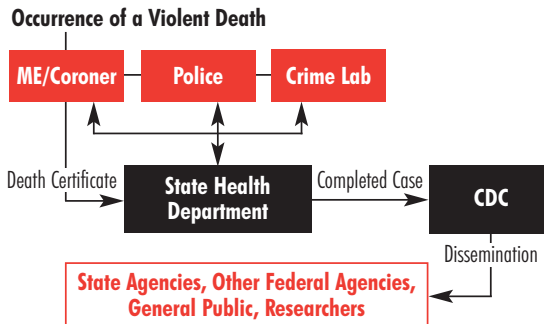 Occurrence of a Violent Death
ME/Coroner
Police
Crime Lab
Death Certificate
State Health
Department
Completed Case
CDC
Dissemination
State Agencies, Other Federal Agencies,
General Public, Researchers